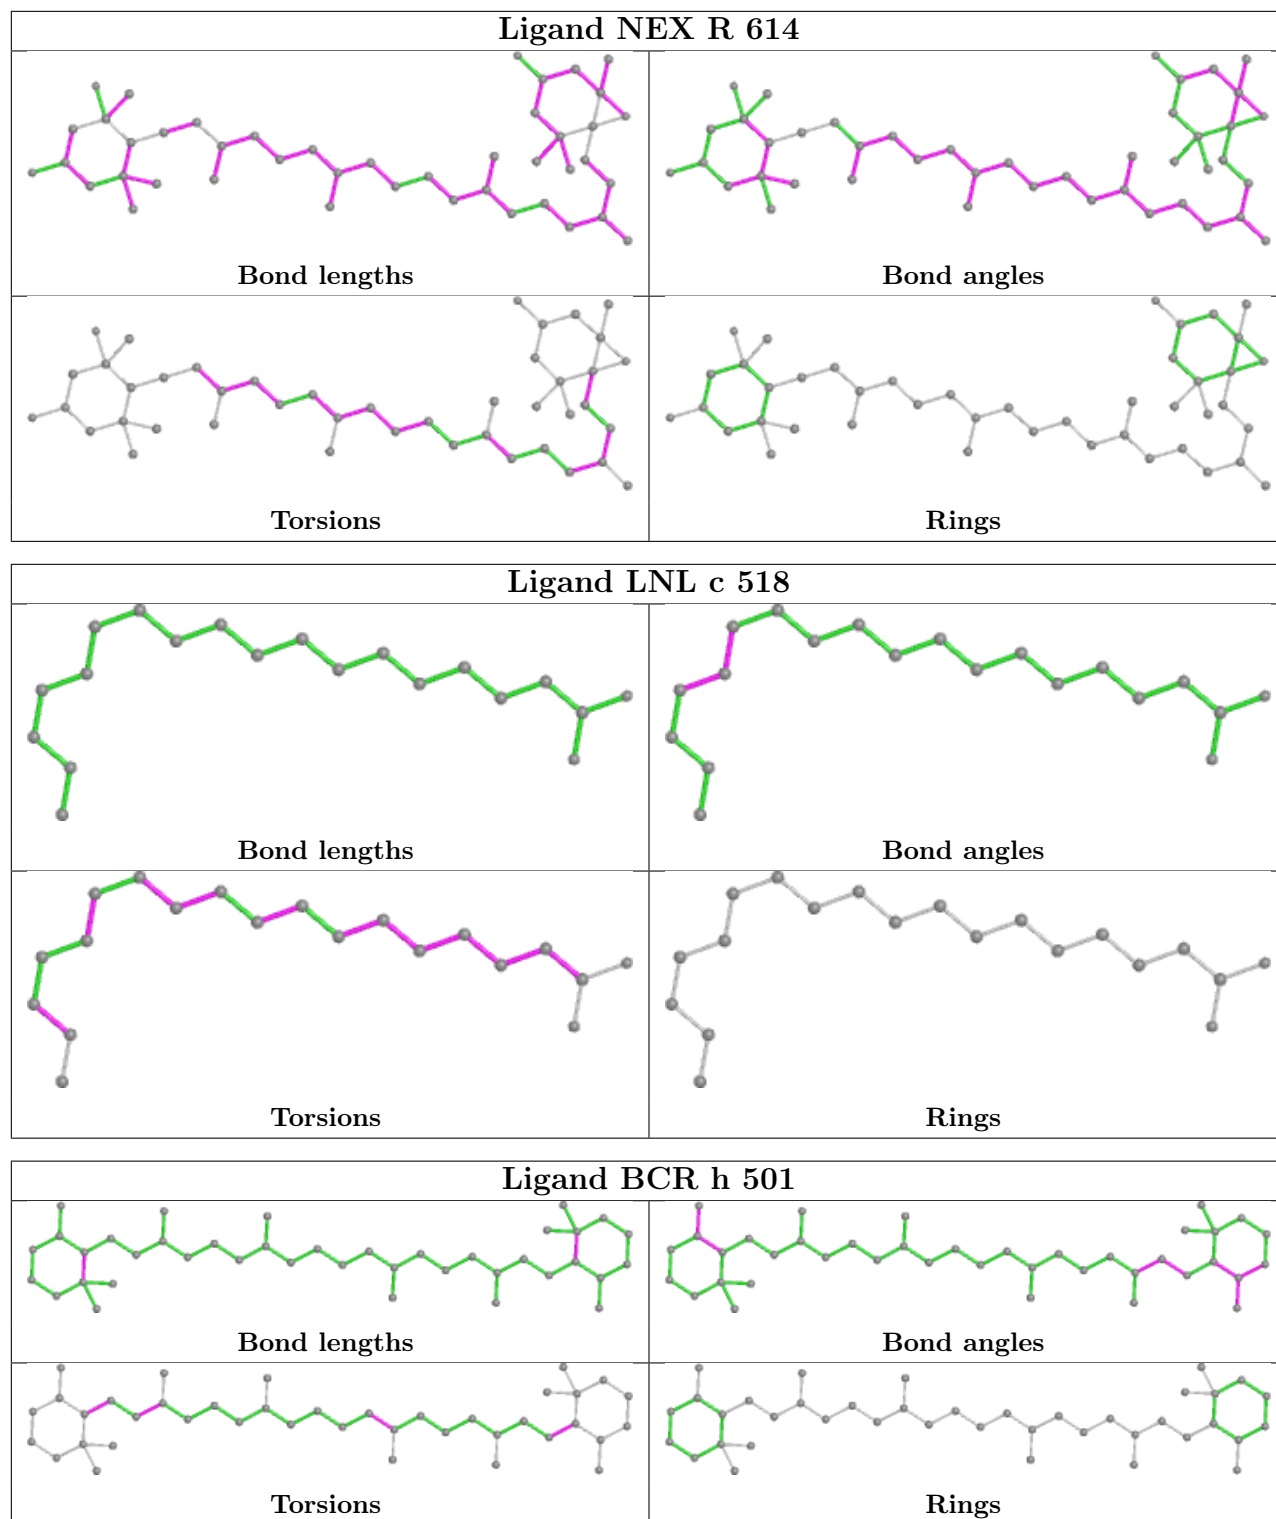 Ligand NEX R 614
Bond lengths
Bond angles
Torsions
Rings
Ligand LNL c 518
Bond lengths
Bond angles
Torsions
Rings
Ligand BCR h 501
Bond lengths
Bond angles
Torsions
Rings